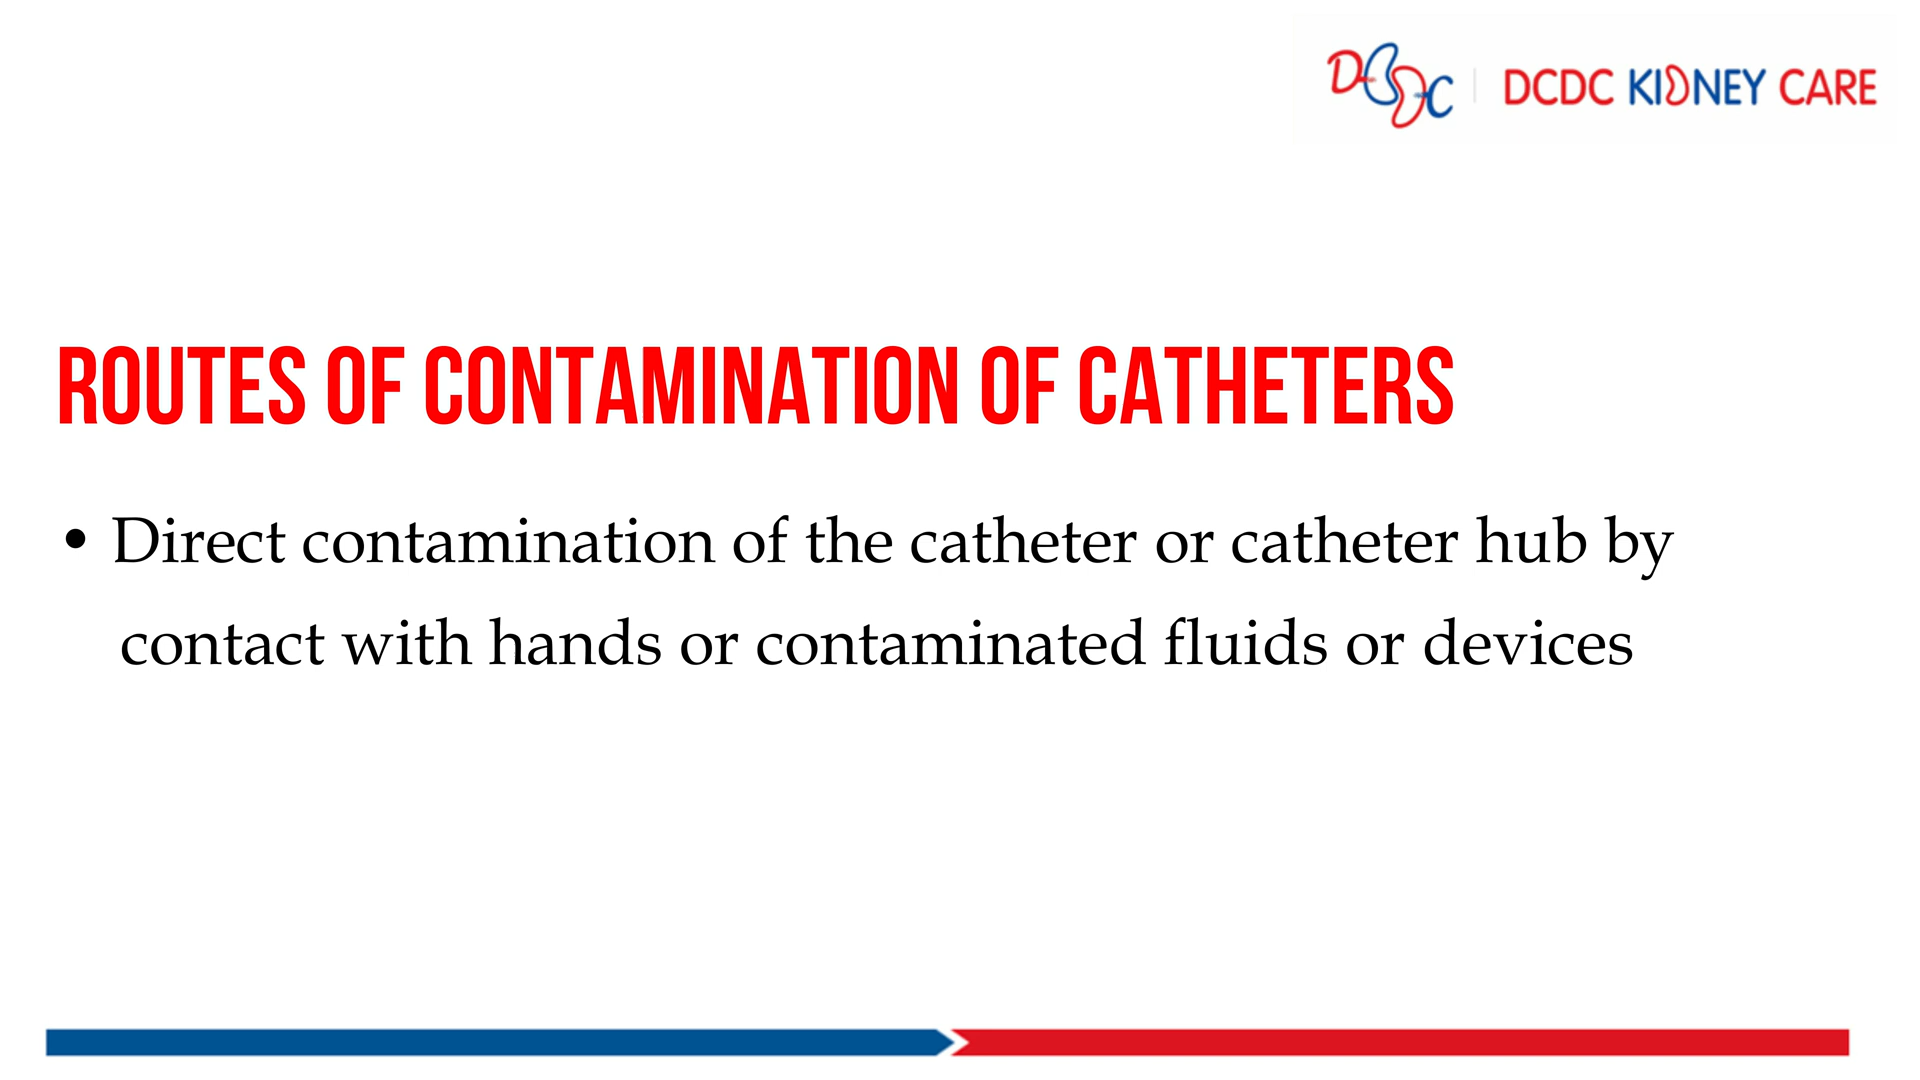 DCDC | DCDC KIDNEY CARE
ROUTES OF CONTAMINATION OF CATHETERS
• Direct contamination of the catheter or catheter hub by
contact with hands or contaminated fluids or devices